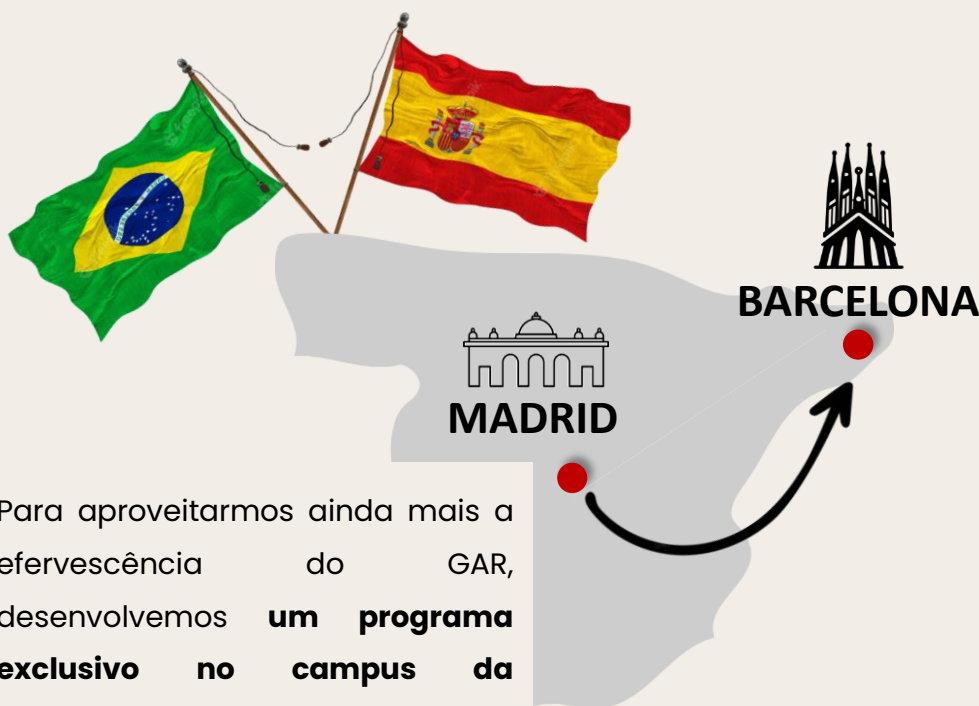 BARCELONA
MADRID
Para aproveitarmos ainda mais a
efervescência do GAR,
desenvolvemos um programa
exclusivo no campus da